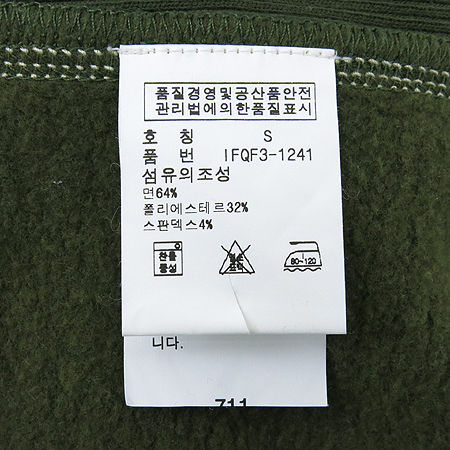 품질경영및공산품안전
관리법에의한품질표시
호 칭 S
품 번 IFQF3-1241
섬유의조성
면64%
폴리에스테르32%
스판덱스4%
찬물
중성
80~120
니다.
711